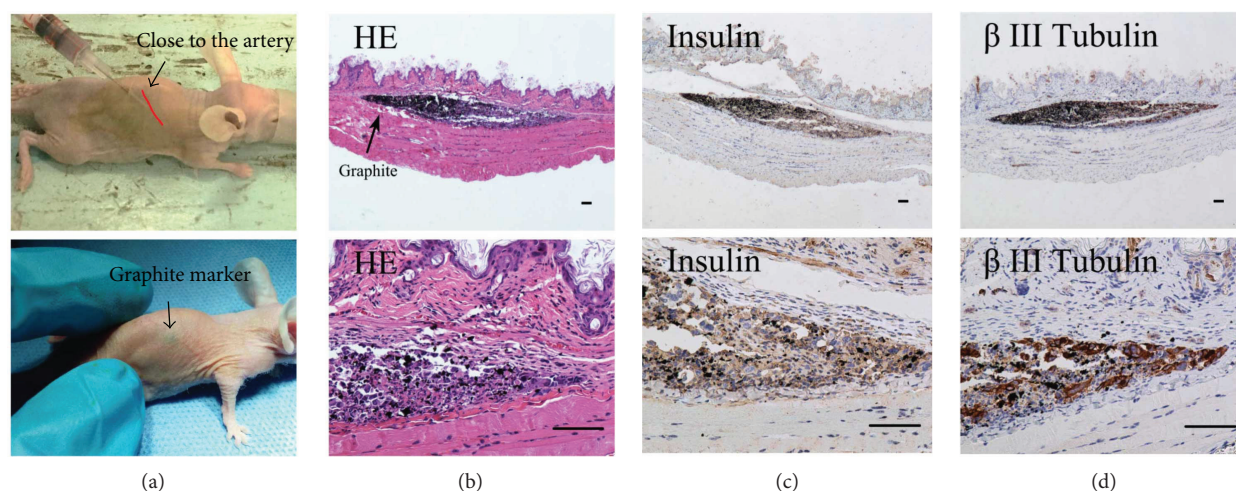 Close to the artery
HE
Graphite
Insulin
β III Tubulin
Graphite marker
HE
Insulin
β III Tubulin
(a)
(b)
(c)
(d)